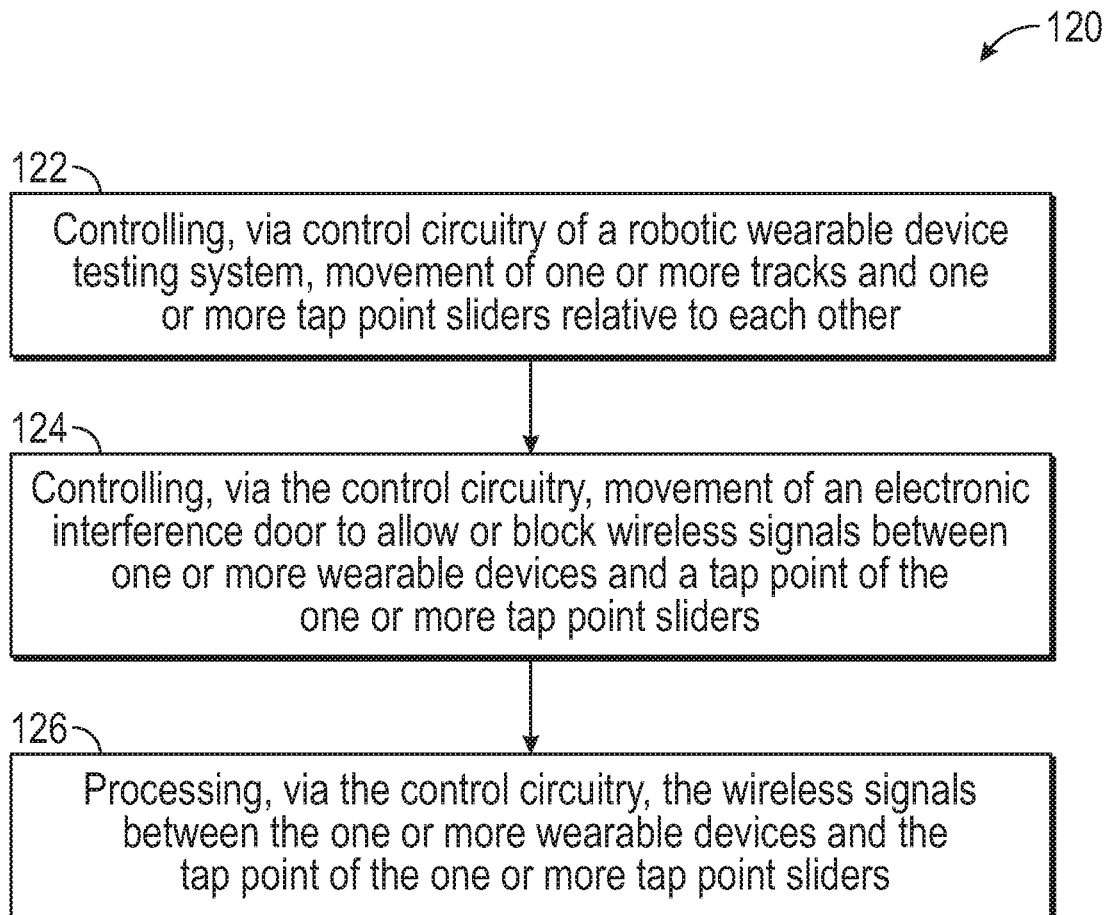 120
122
Controlling, via control circuitry of a robotic wearable device
testing system, movement of one or more tracks and one
or more tap point sliders relative to each other
124
Controlling, via the control circuitry, movement of an electronic
interference door to allow or block wireless signals between
one or more wearable devices and a tap point of the
one or more tap point sliders
126
Processing, via the control circuitry, the wireless signals
between the one or more wearable devices and the
tap point of the one or more tap point sliders